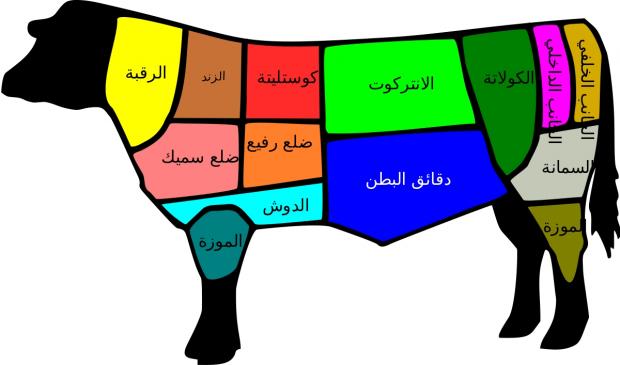 الرقبة
الزند
كوستليتة
الانتركوت
الكولاتة
الجانب الداخلي
الجانب الخلفي
ضلع سميك
ضلع رفيع
دقائق البطن
السمانة
الدوش
الموزة
الموزة